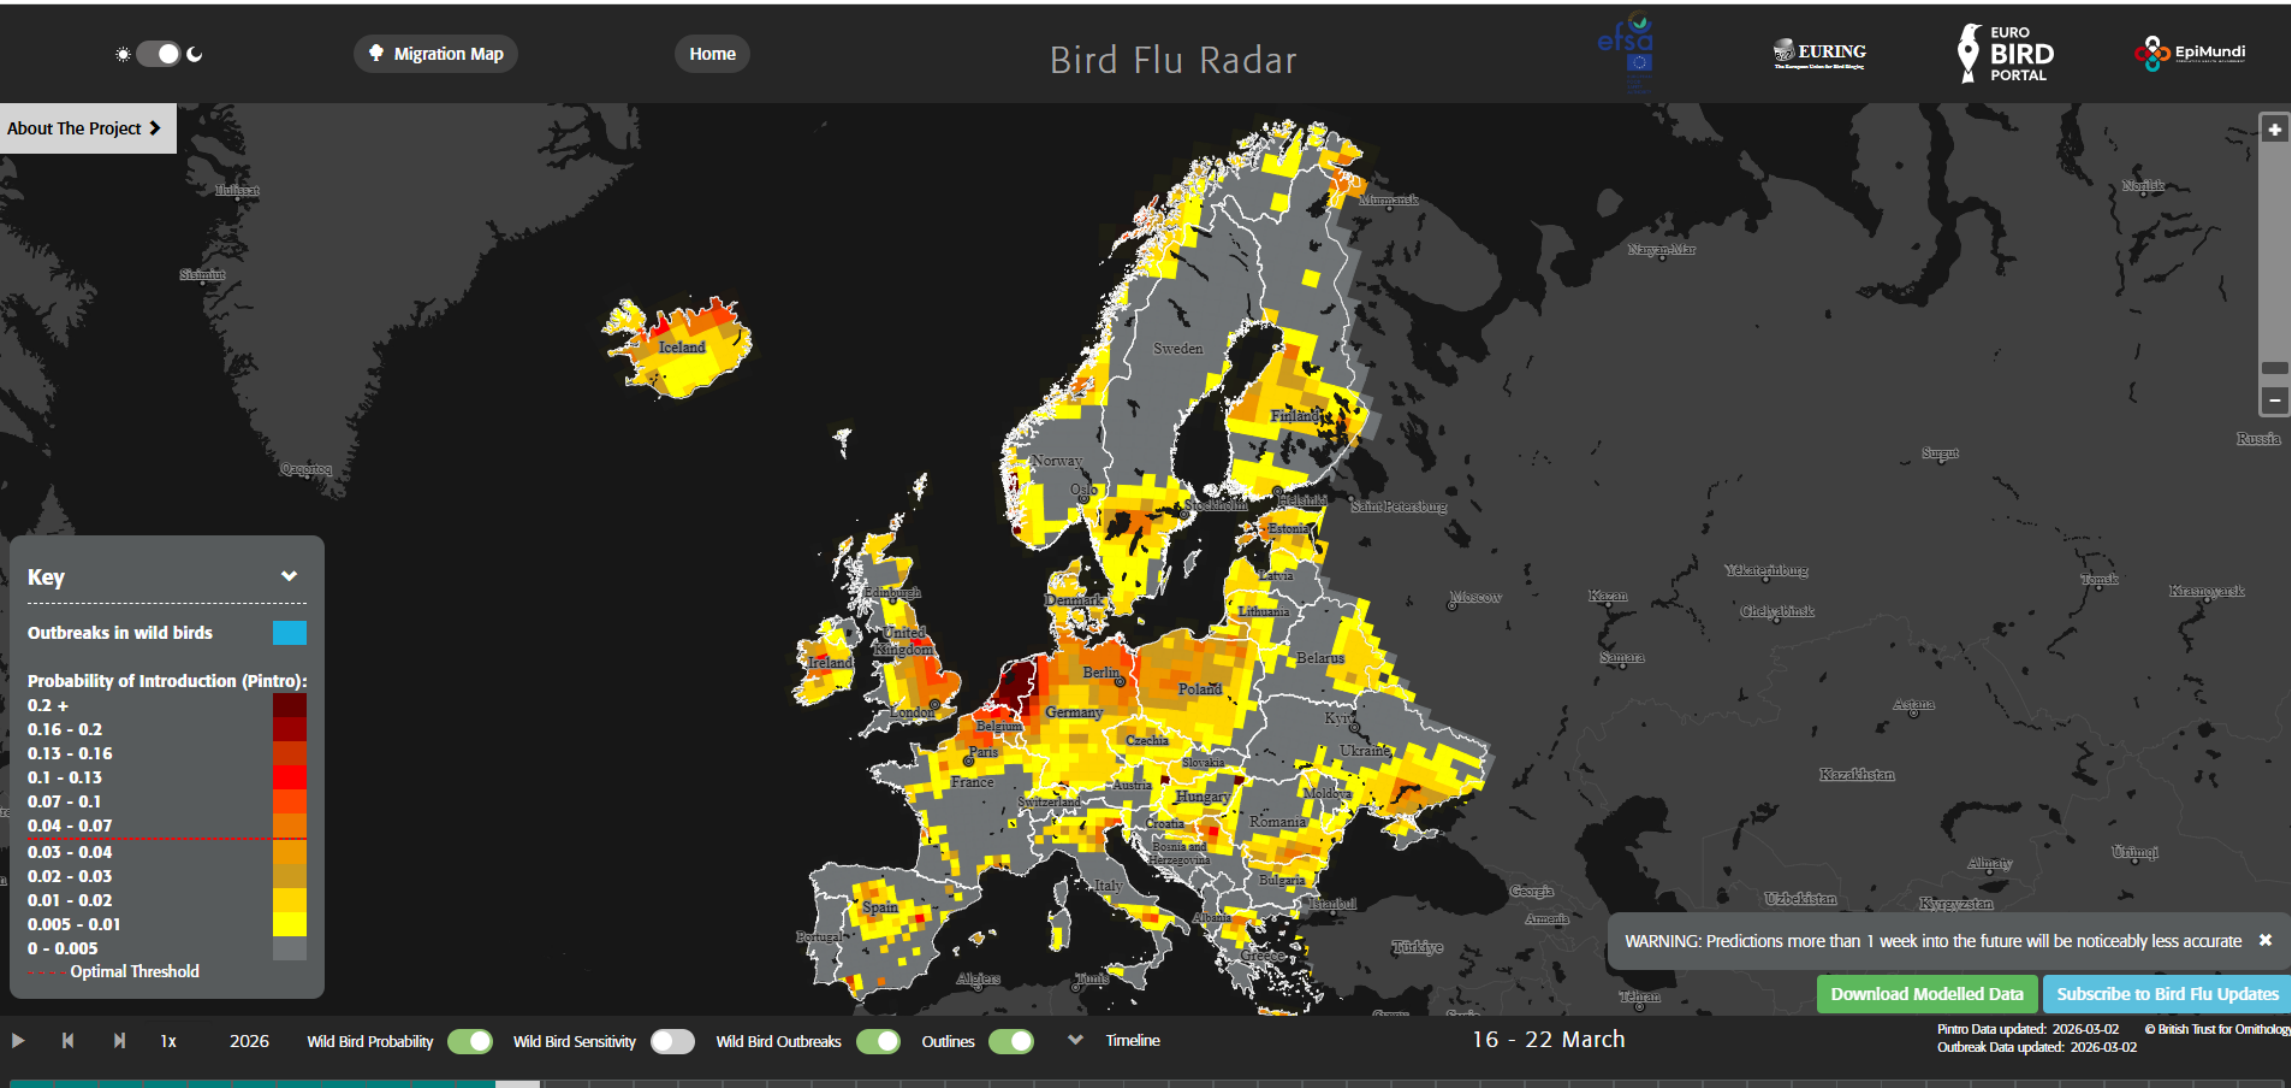 Migration Map
Home
Bird Flu Radar
efsa
EURING
The European Union for Bird Ringing
EURO
BIRD
PORTAL
EpiMundi
About The Project
Ilulissat
Sisimiut
Qaqortoq
Iceland
Murmansk
Naryan-Mar
Norilsk
Sweden
Finland
Norway
Oslo
Stockholm
Helsinki
Saint Petersburg
Estonia
Surgut
Russia
Latvia
Edinburgh
Denmark
Lithuania
Moscow
Kazan
Yekaterinburg
Chelyabinsk
Tomsk
Krasnoyarsk
United
Kingdom
Ireland
Berlin
Belarus
Samara
London
Belgium
Germany
Poland
Kyiv
Astana
Paris
Czechia
Ukraine
France
Slovakia
Kazakhstan
Austria
Switzerland
Hungary
Moldova
Croatia
Romania
Bosnia and
Herzegovina
Italy
Bulgaria
Georgia
Almaty
Ürümqi
Spain
Albania
Istanbul
Armenia
Uzbekistan
Kyrgyzstan
Portugal
Greece
Türkiye
Algiers
Tunis
Tehran
Key
Outbreaks in wild birds
Probability of Introduction (Pintro):
0.2 +
0.16 - 0.2
0.13 - 0.16
0.1 - 0.13
0.07 - 0.1
0.04 - 0.07
0.03 - 0.04
0.02 - 0.03
0.01 - 0.02
0.005 - 0.01
0 - 0.005
Optimal Threshold
WARNING: Predictions more than 1 week into the future will be noticeably less accurate
Download Modelled Data
Subscribe to Bird Flu Updates
1x
2026
Wild Bird Probability
Wild Bird Sensitivity
Wild Bird Outbreaks
Outlines
Timeline
16 - 22 March
Pintro Data updated: 2026-03-02
© British Trust for Ornithology
Outbreak Data updated: 2026-03-02